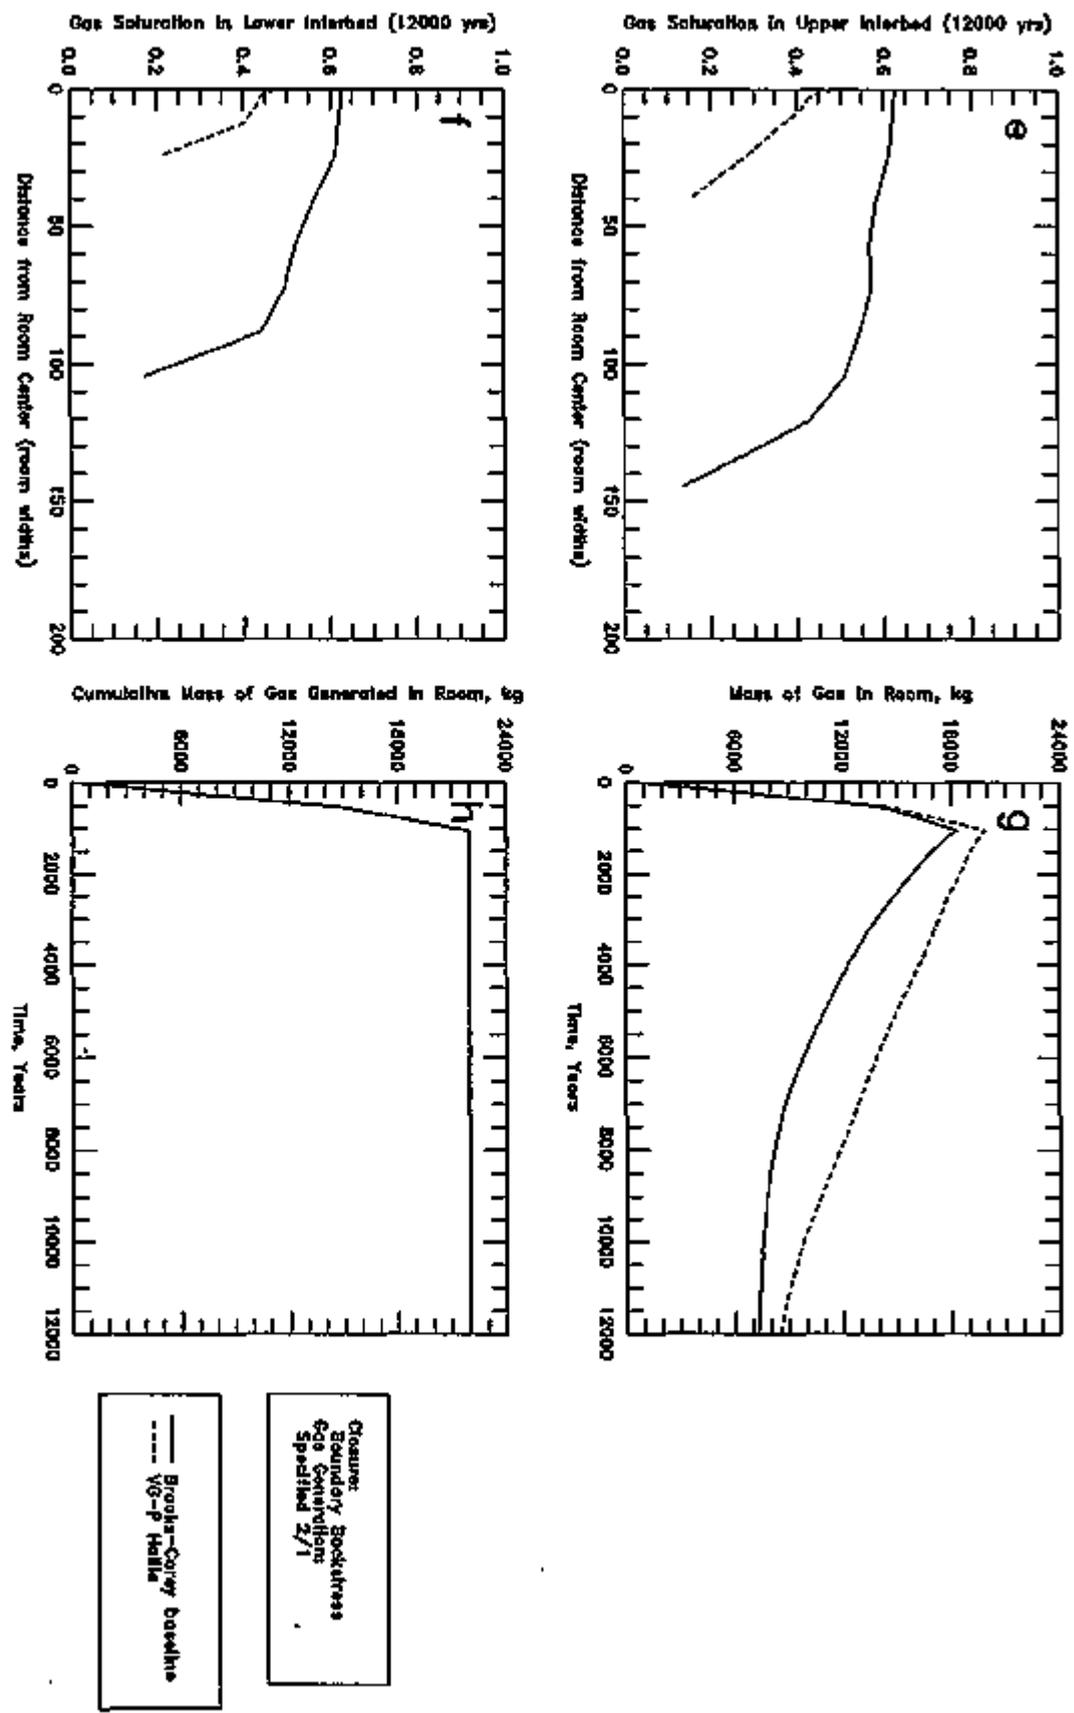 e
Gas Saturation in Upper Interbed (12000 yrs)
1.0
0.8
0.6
0.4
0.2
0.0
0
50
100
150
200
Distance from Room Center (room widths)
g
Mass of Gas in Room, kg
24000
18000
12000
6000
0
0
2000
4000
6000
8000
10000
12000
Time, Years
f
Gas Saturation in Lower Interbed (12000 yrs)
1.0
0.8
0.6
0.4
0.2
0.0
0
50
100
150
200
Distance from Room Center (room widths)
h
Cumulative Mass of Gas Generated in Room, kg
24000
18000
12000
6000
0
0
2000
4000
6000
8000
10000
12000
Time, Years
Closure:
Boundary Backstress
Gas Generation:
Specified 2/1
Brooks-Corey baseline
VG-P Halite